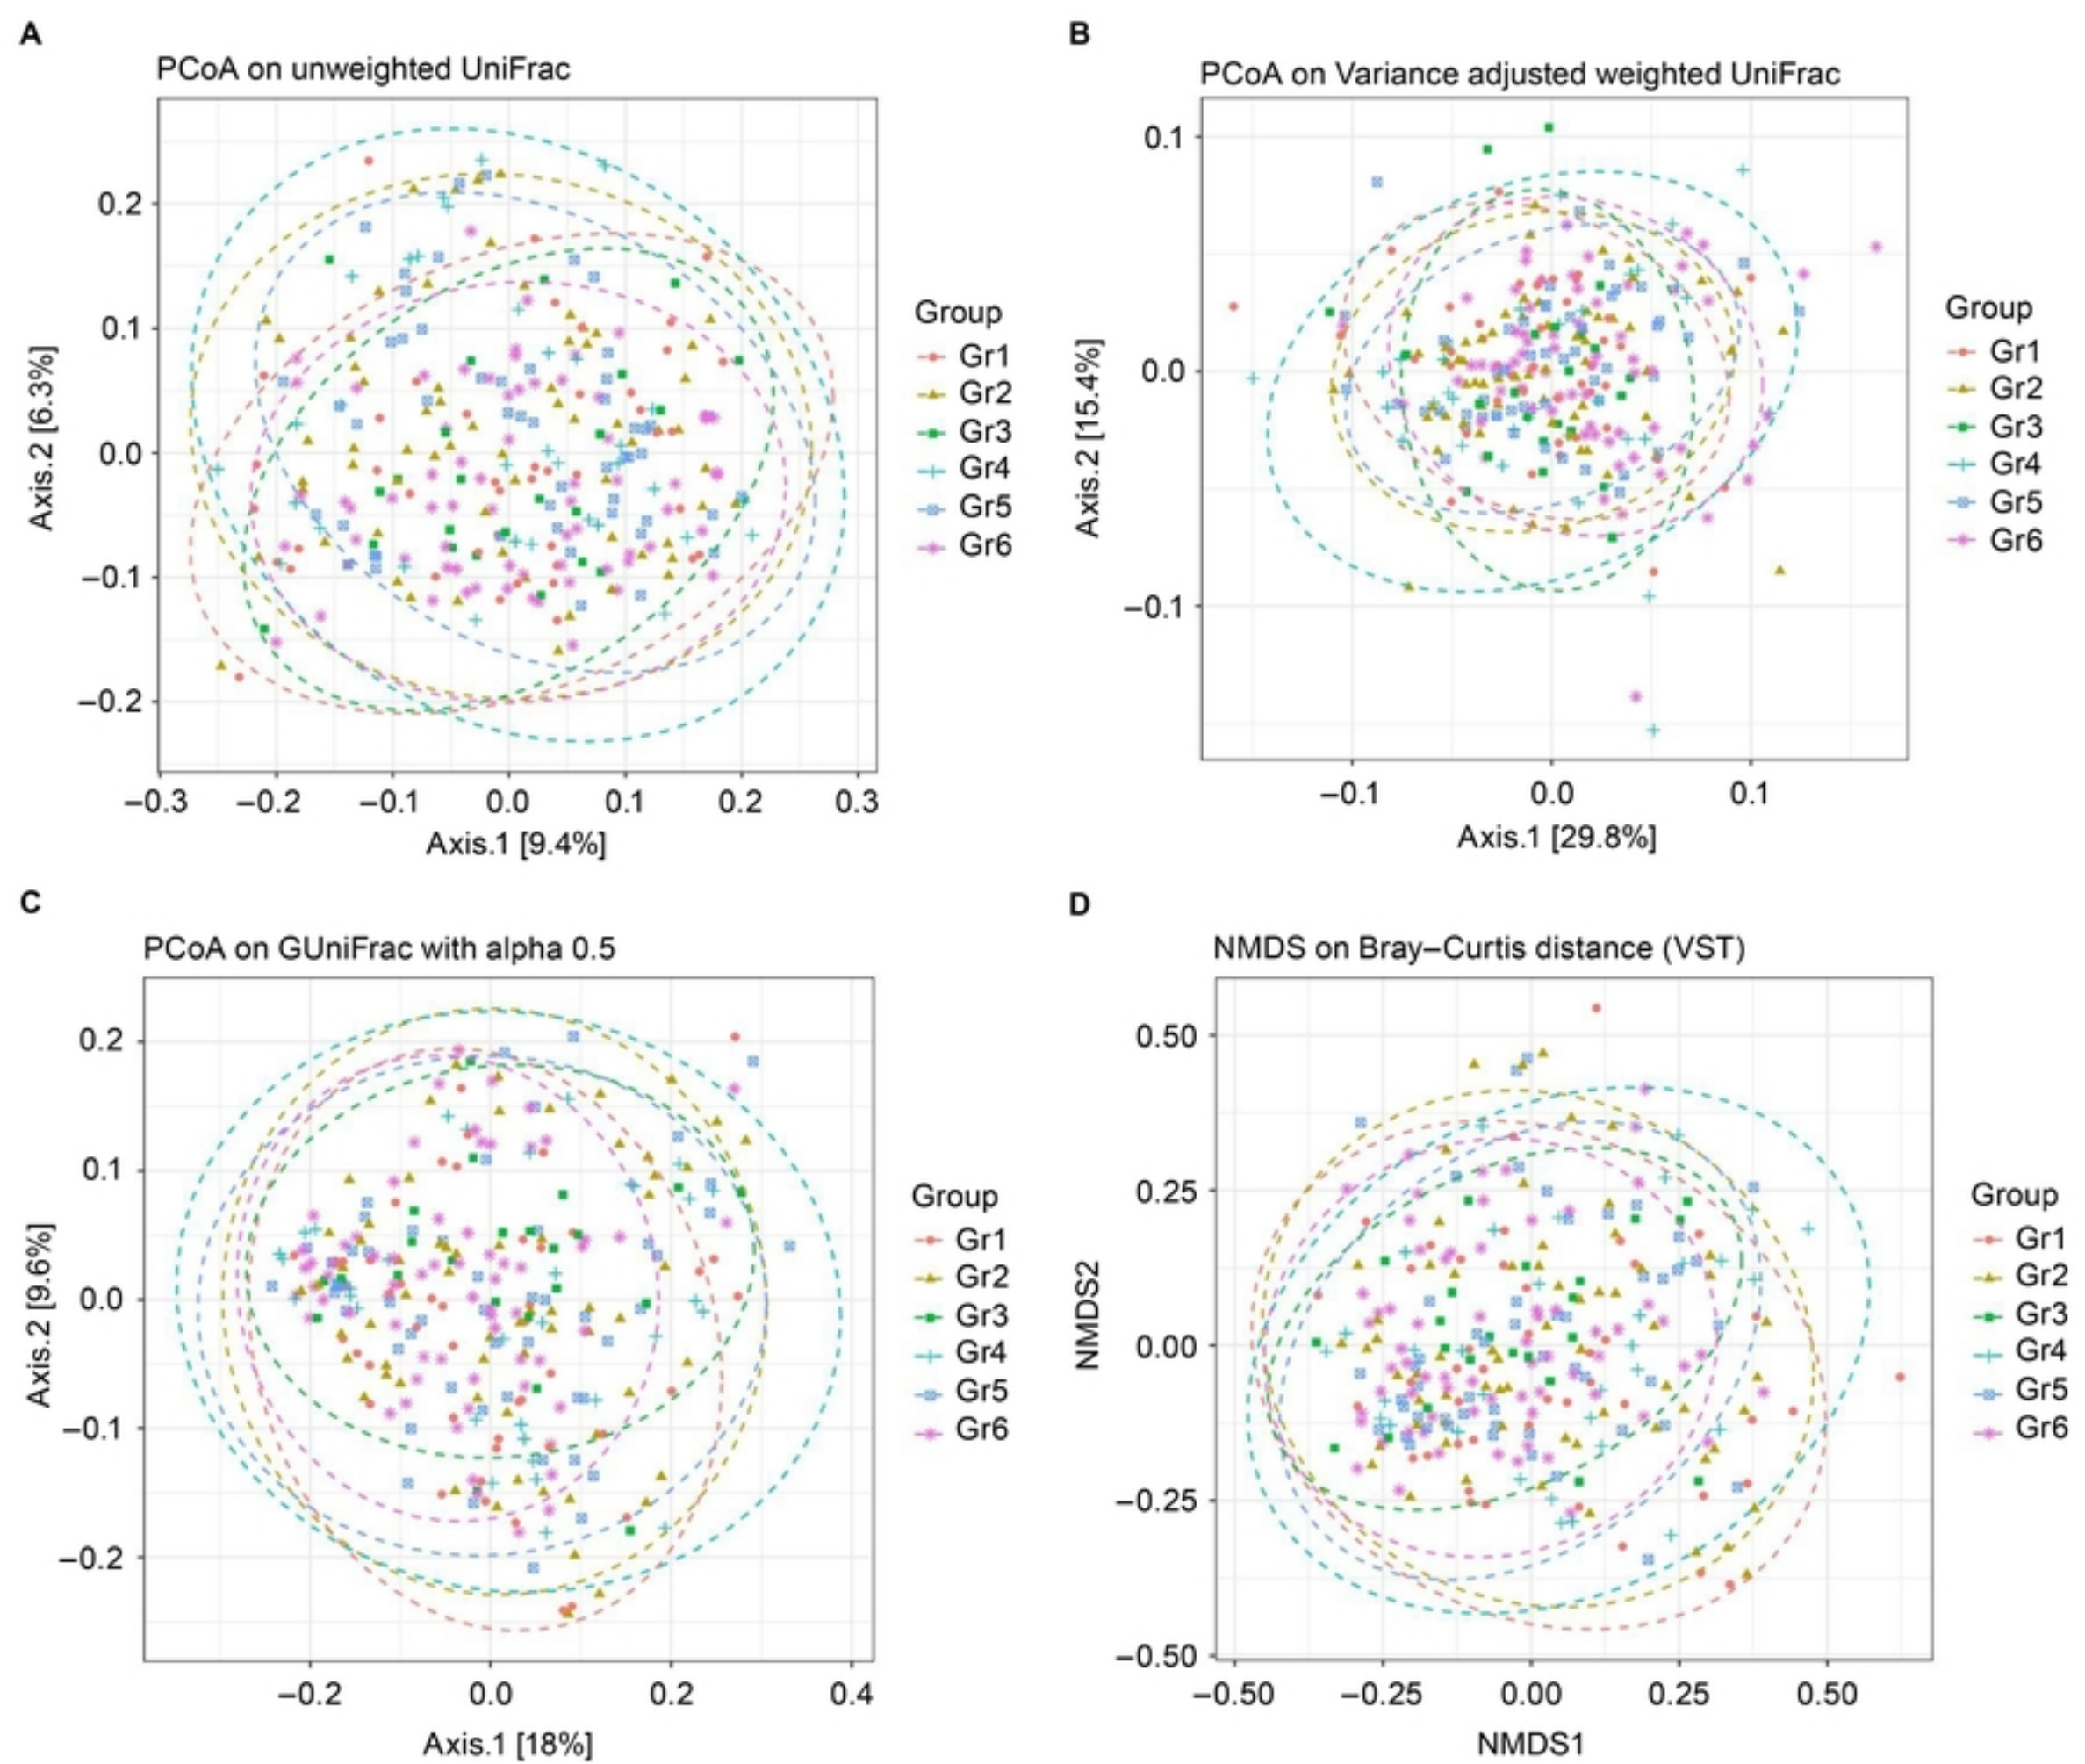 A
PCoA on unweighted UniFrac
0.2
0.1
0.0
−0.1
−0.2
Axis.2 [6.3%]
−0.3 −0.2 −0.1 0.0 0.1 0.2 0.3
Axis.1 [9.4%]
Group
Gr1
Gr2
Gr3
Gr4
Gr5
Gr6
B
PCoA on Variance adjusted weighted UniFrac
0.1
0.0
−0.1
Axis.2 [15.4%]
−0.1 0.0 0.1
Axis.1 [29.8%]
Group
Gr1
Gr2
Gr3
Gr4
Gr5
Gr6
C
PCoA on GUniFrac with alpha 0.5
0.2
0.1
0.0
−0.1
−0.2
Axis.2 [9.6%]
−0.2 0.0 0.2 0.4
Axis.1 [18%]
Group
Gr1
Gr2
Gr3
Gr4
Gr5
Gr6
D
NMDS on Bray–Curtis distance (VST)
0.50
0.25
0.00
−0.25
−0.50
NMDS2
−0.50 −0.25 0.00 0.25 0.50
NMDS1
Group
Gr1
Gr2
Gr3
Gr4
Gr5
Gr6